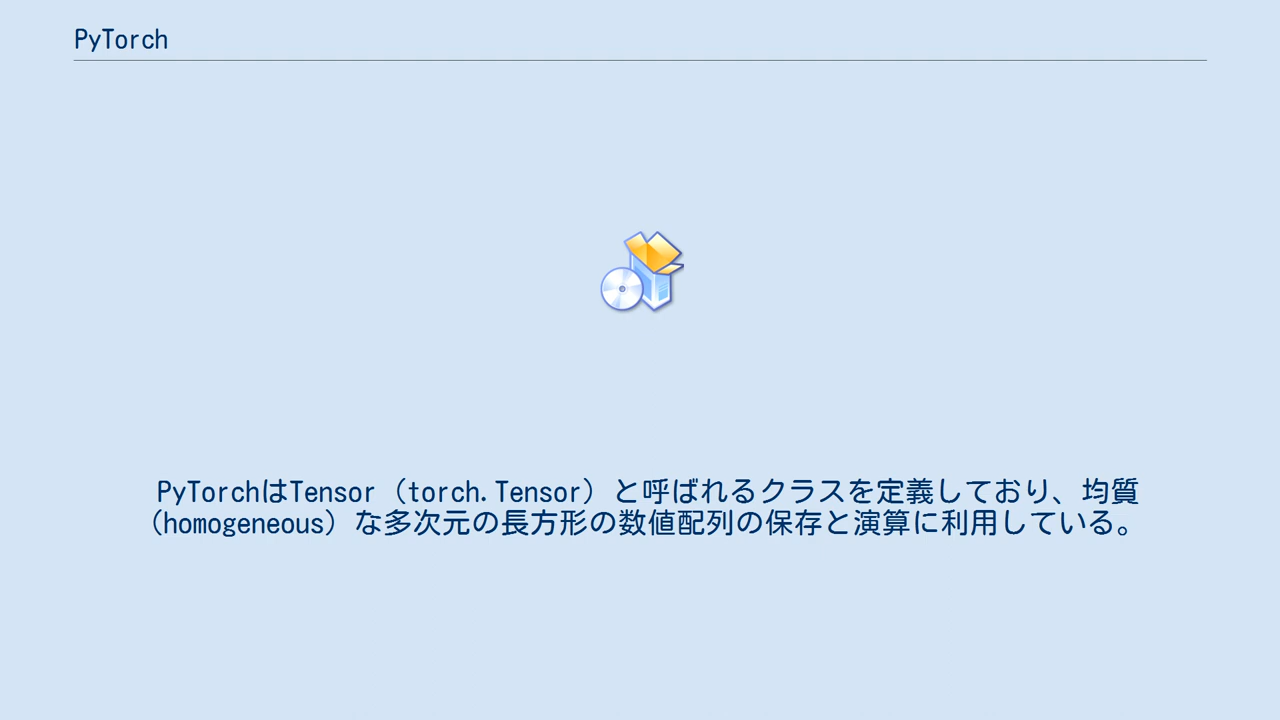 PyTorch
PyTorchはTensor（torch.Tensor）と呼ばれるクラスを定義しており、均質
（homogeneous）な多次元の長方形の数値配列の保存と演算に利用している。